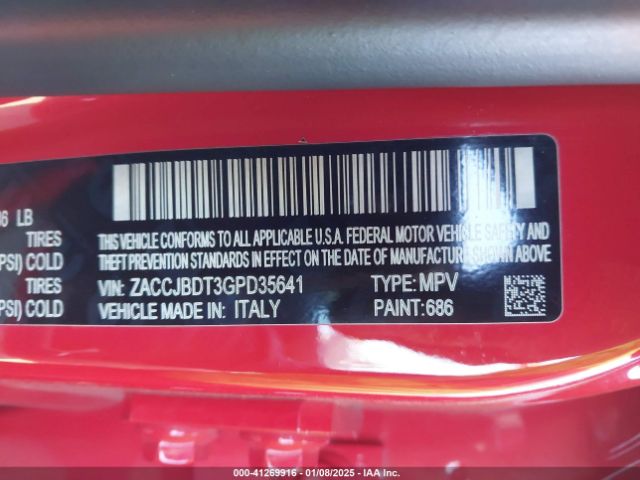 06 LB
TIRES
PSI) COLD
TIRES
PSI) COLD
THIS VEHICLE CONFORMS TO ALL APPLICABLE U.S.A. FEDERAL MOTOR VEHICLE SAFETY AND
THEFT PREVENTION STANDARDS IN EFFECT ON THE DATE OF MANUFACTURE SHOWN ABOVE
VIN: ZACCJBDT3GPD35641 TYPE: MPV
VEHICLE MADE IN: ITALY PAINT: 686
000-41269916 - 01/08/2025 - IAA Inc.